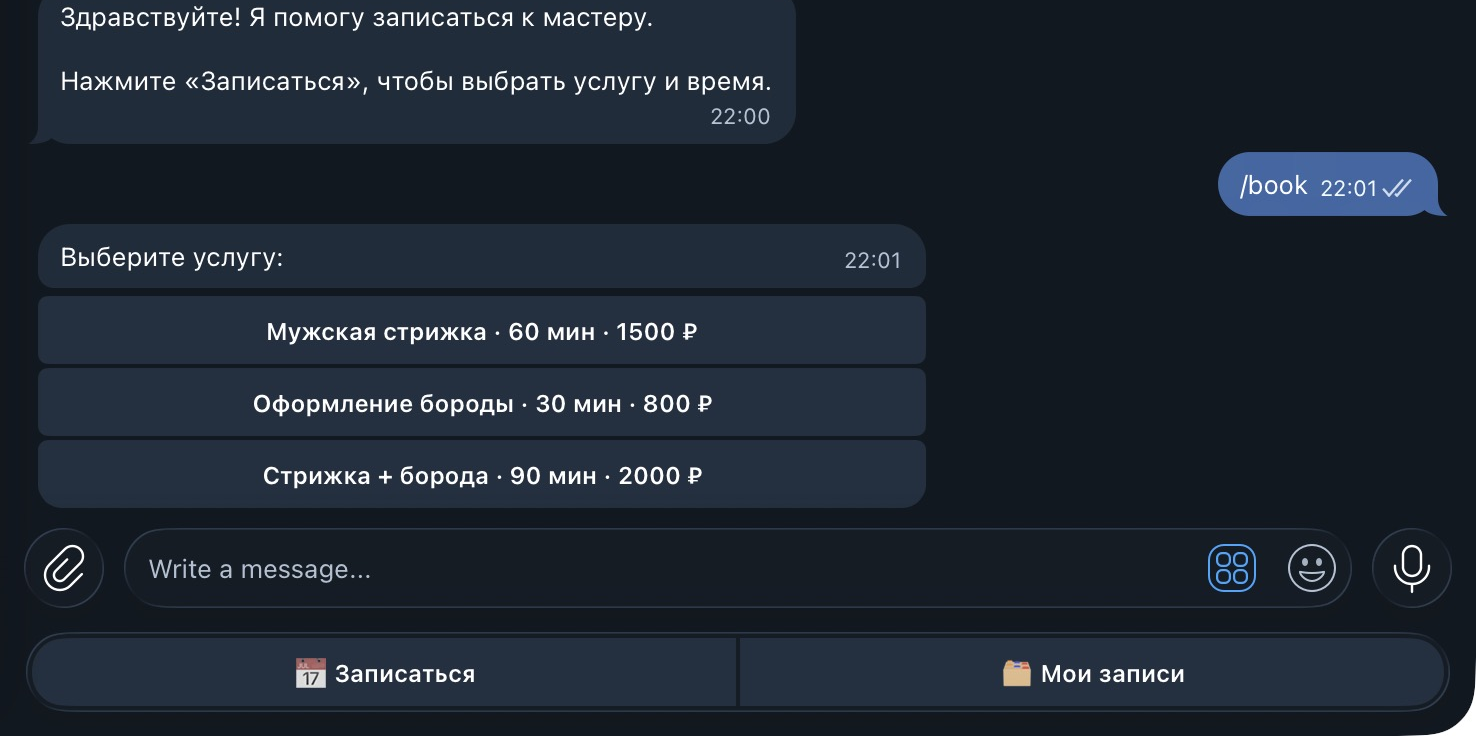 Здравствуйте! Я помогу записаться к мастеру.
Нажмите «Записаться», чтобы выбрать услугу и время.
22:00
/book 22:01
Выберите услугу: 22:01
Мужская стрижка · 60 мин · 1500 ₽
Оформление бороды · 30 мин · 800 ₽
Стрижка + борода · 90 мин · 2000 ₽
Write a message...
📅 Записаться
🗂 Мои записи